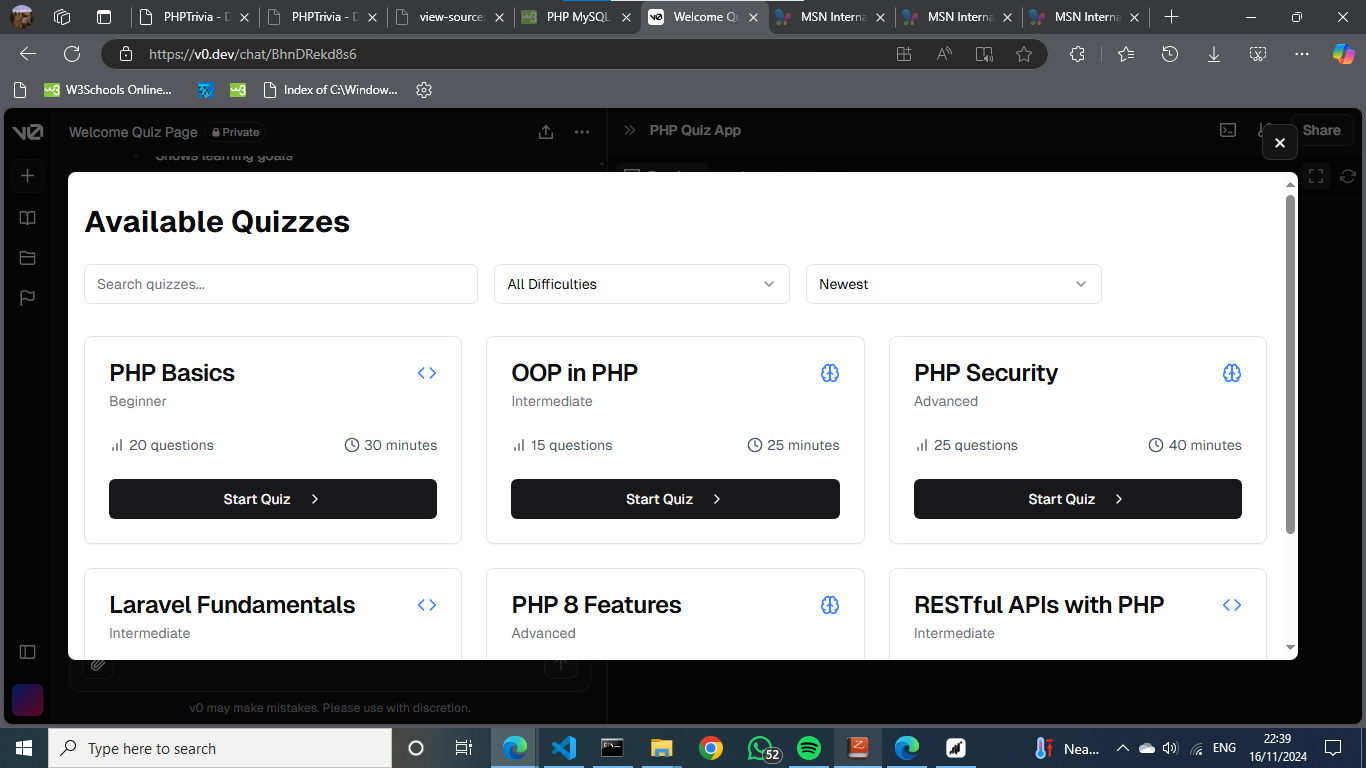 PHPTrivia - D
PHPTrivia - D
view-source:
PHP MySQL
Welcome Qu
MSN Interna
MSN Interna
MSN Interna
https://v0.dev/chat/BhnDRekd8s6
W3Schools Online...
Index of C:\Window...
Welcome Quiz Page
Private
PHP Quiz App
Share
Shows learning goals
Available Quizzes
Search quizzes...
All Difficulties
Newest
PHP Basics
OOP in PHP
PHP Security
Beginner
Intermediate
Advanced
20 questions
30 minutes
15 questions
25 minutes
25 questions
40 minutes
Start Quiz
Start Quiz
Start Quiz
Laravel Fundamentals
PHP 8 Features
RESTful APIs with PHP
Intermediate
Advanced
Intermediate
v0 may make mistakes. Please use with discretion.
Type here to search
52
Nea...
ENG
22:39
16/11/2024